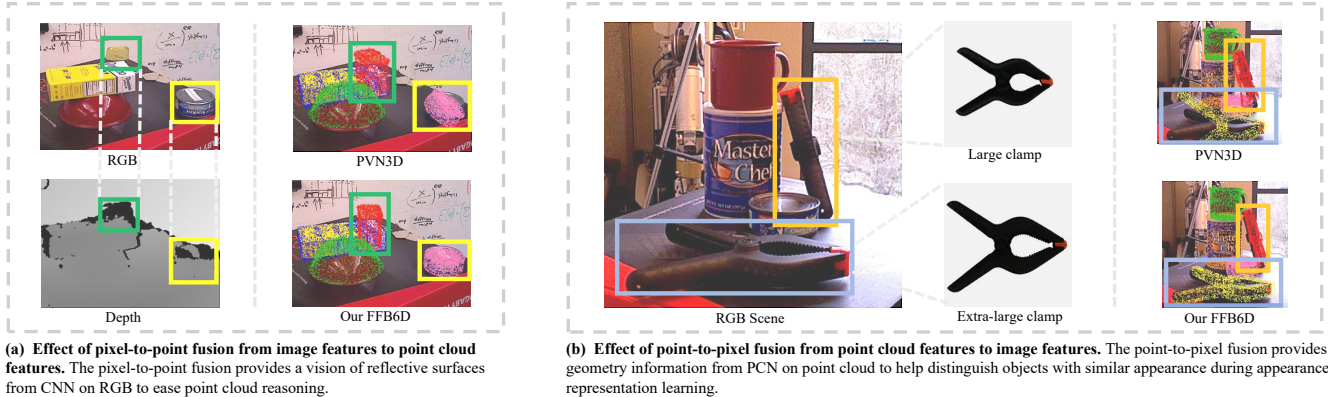 RGB
PVN3D
Depth
Our FFB6D
(a) Effect of pixel-to-point fusion from image features to point cloud
features. The pixel-to-point fusion provides a vision of reflective surfaces
from CNN on RGB to ease point cloud reasoning.
Master
Chef
RGB Scene
Large clamp
Extra-large clamp
PVN3D
Our FFB6D
(b) Effect of point-to-pixel fusion from point cloud features to image features. The point-to-pixel fusion provides
geometry information from PCN on point cloud to help distinguish objects with similar appearance during appearance
representation learning.